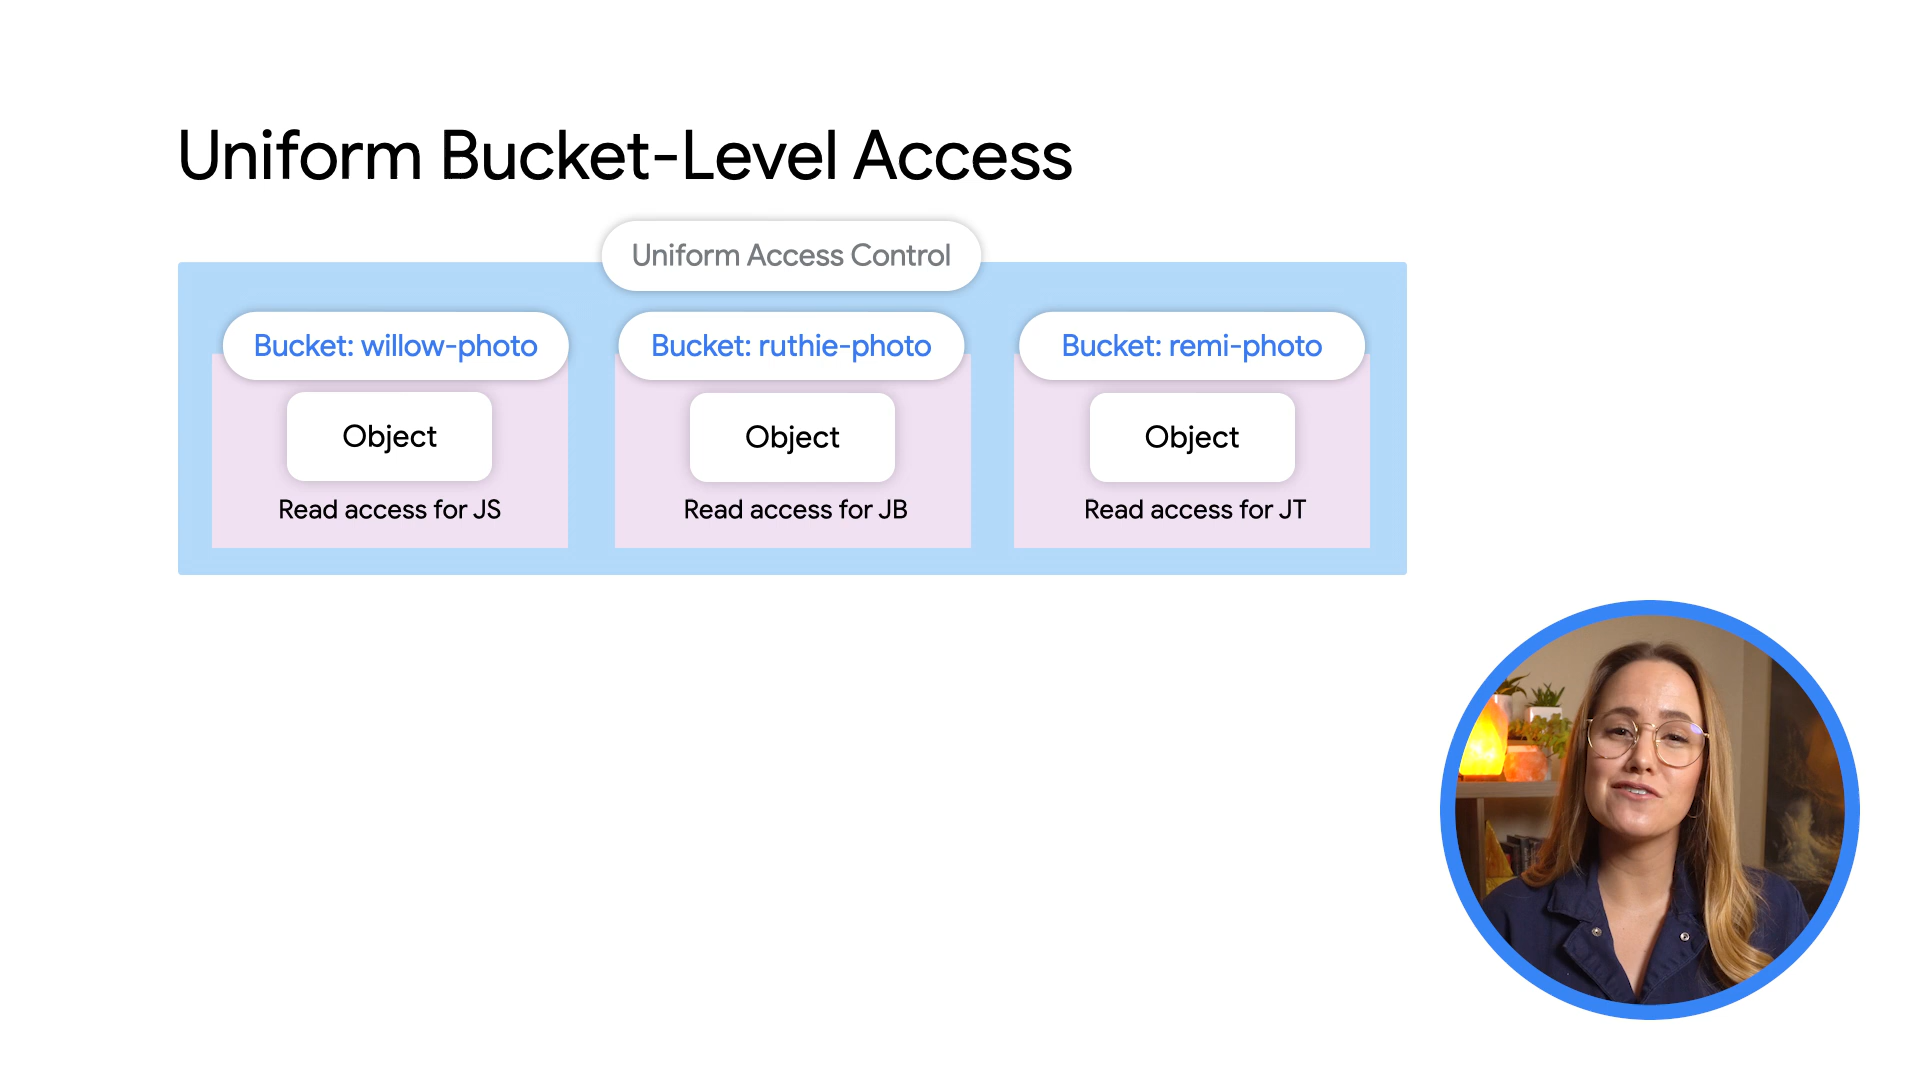 Uniform Bucket-Level Access
Uniform Access Control
Bucket: willow-photo
Object
Read access for JS
Bucket: ruthie-photo
Object
Read access for JB
Bucket: remi-photo
Object
Read access for JT